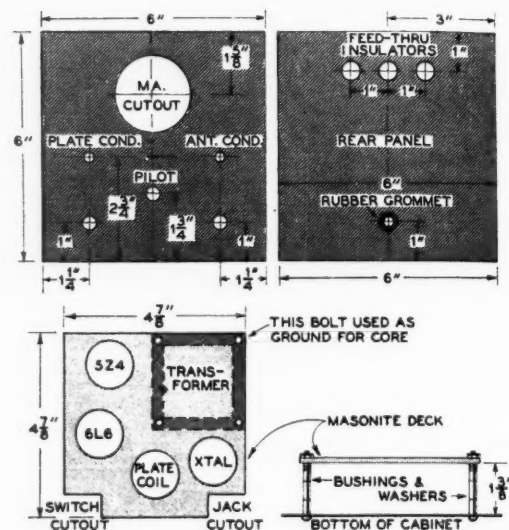 6"
3"
1 5/8"
MA.
CUTOUT
6"
PLATE COND.
ANT. COND.
PILOT
2 3/4"
1 3/4"
1"
1"
1 1/4"
1 1/4"
FEED-THRU
INSULATORS
1"
1"
1"
REAR PANEL
6"
RUBBER GROMMET
1"
6"
4 7/8"
THIS BOLT USED AS
GROUND FOR CORE
5Z4
TRANS-
FORMER
4 7/8"
6L6
PLATE
COIL
XTAL
MASONITE DECK
SWITCH
CUTOUT
JACK
CUTOUT
BUSHINGS &
WASHERS
1 3/8"
BOTTOM OF CABINET